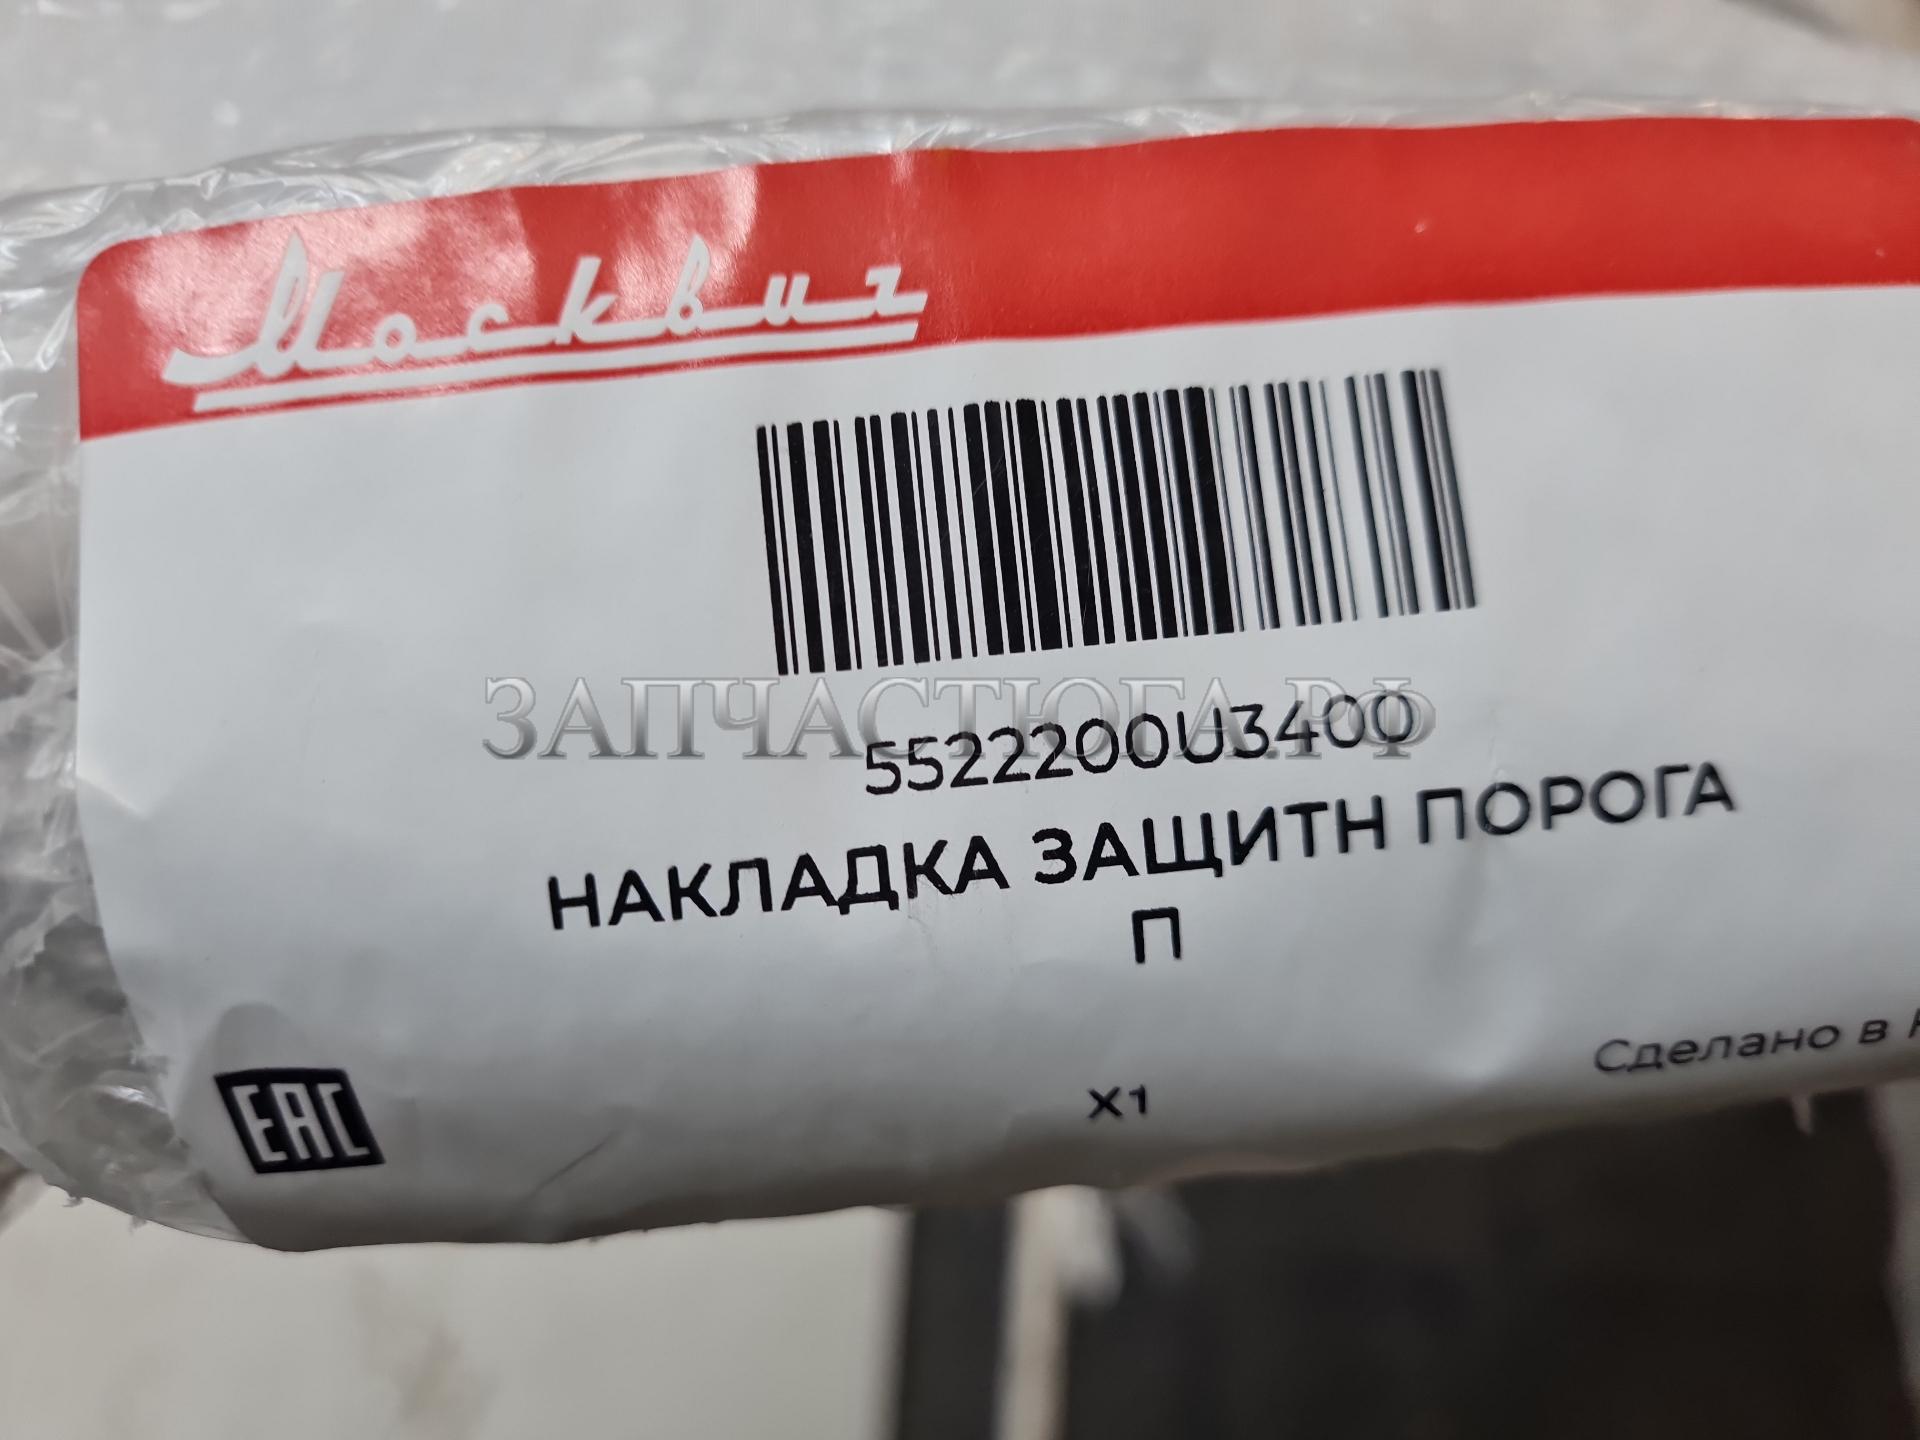 Москвич
ЗАПЧАСТЮГА.РФ
5522200U3400
НАКЛАДКА ЗАЩИТН ПОРОГА
П
EAC
X1
Сделано в